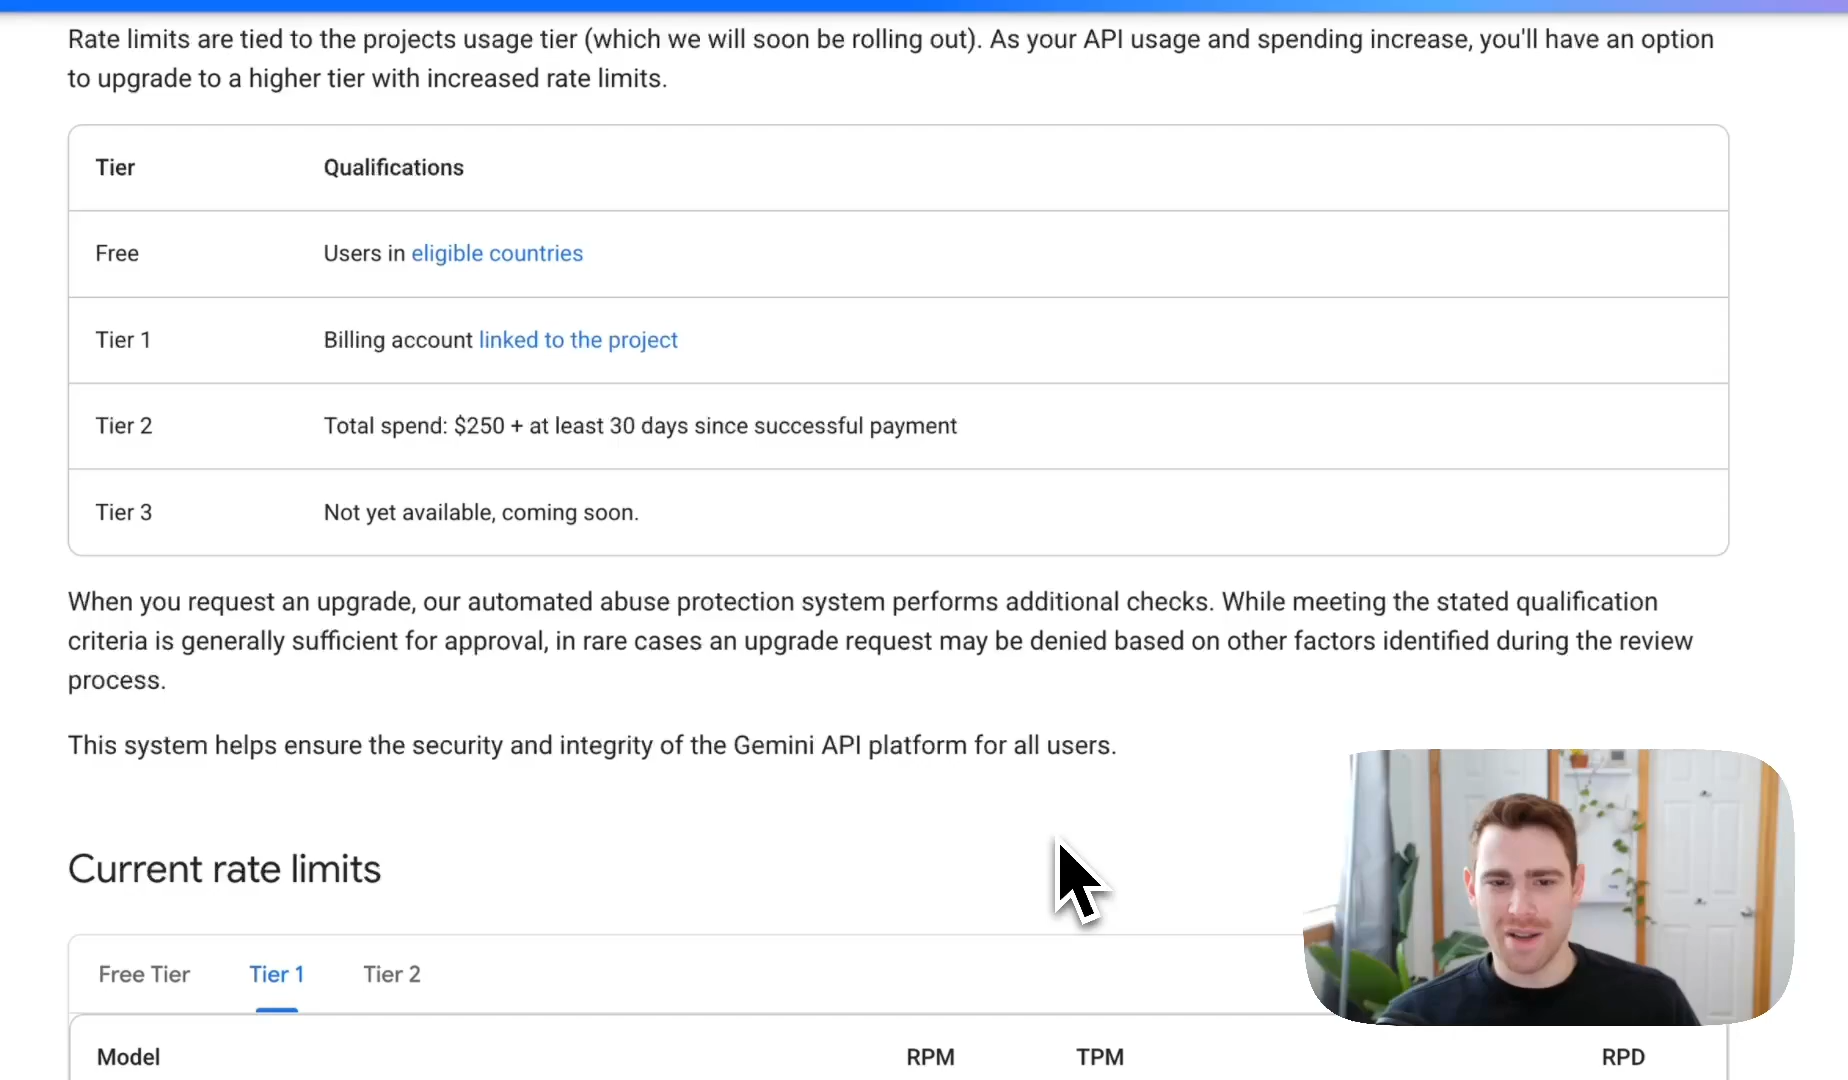 Rate limits are tied to the projects usage tier (which we will soon be rolling out). As your API usage and spending increase, you'll have an option
to upgrade to a higher tier with increased rate limits.
Tier Qualifications
Free Users in eligible countries
Tier 1 Billing account linked to the project
Tier 2 Total spend: $250 + at least 30 days since successful payment
Tier 3 Not yet available, coming soon.
When you request an upgrade, our automated abuse protection system performs additional checks. While meeting the stated qualification
criteria is generally sufficient for approval, in rare cases an upgrade request may be denied based on other factors identified during the review
process.
This system helps ensure the security and integrity of the Gemini API platform for all users.
Current rate limits
Free Tier Tier 1 Tier 2
Model RPM TPM RPD